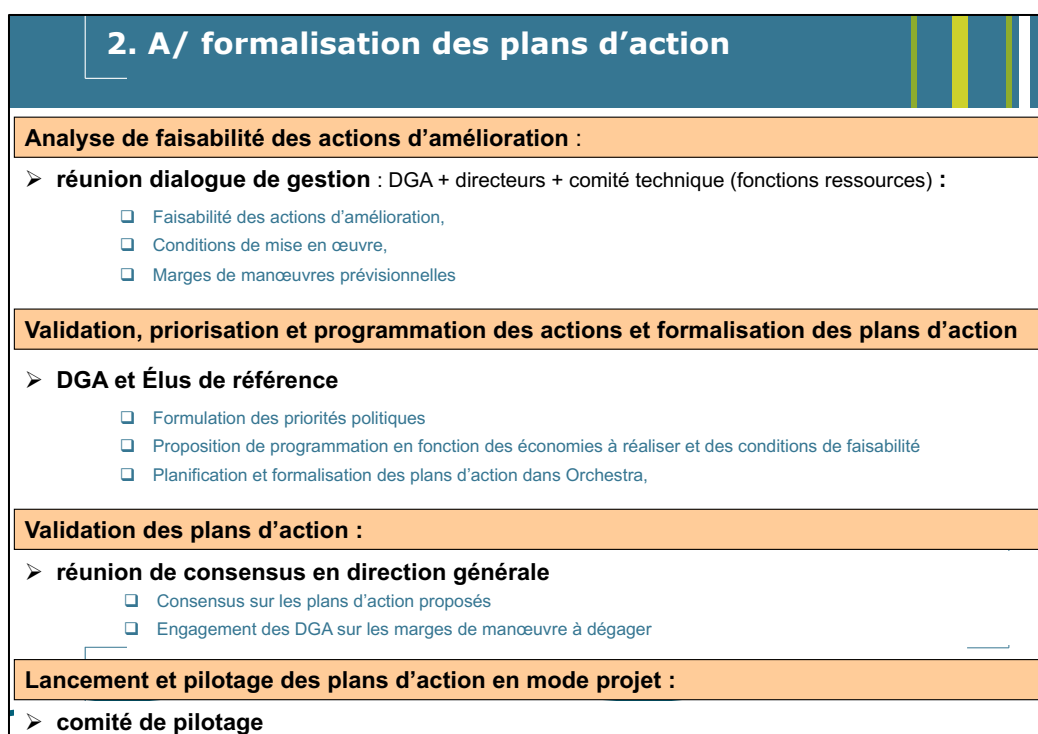 2. A/ formalisation des plans d’action
Analyse de faisabilité des actions d’amélioration :
➢ réunion dialogue de gestion : DGA + directeurs + comité technique (fonctions ressources) :
❑ Faisabilité des actions d’amélioration,
❑ Conditions de mise en œuvre,
❑ Marges de manœuvres prévisionnelles
Validation, priorisation et programmation des actions et formalisation des plans d’action
➢ DGA et Élus de référence
❑ Formulation des priorités politiques
❑ Proposition de programmation en fonction des économies à réaliser et des conditions de faisabilité
❑ Planification et formalisation des plans d’action dans Orchestra,
Validation des plans d’action :
➢ réunion de consensus en direction générale
❑ Consensus sur les plans d’action proposés
❑ Engagement des DGA sur les marges de manœuvre à dégager
Lancement et pilotage des plans d’action en mode projet :
➢ comité de pilotage